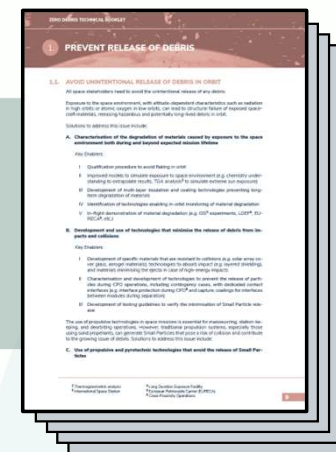 ZERO DEBRIS TECHNICAL BOOKLET
1. PREVENT RELEASE OF DEBRIS
1.1. AVOID UNINTENTIONAL RELEASE OF DEBRIS IN ORBIT
All space stakeholders need to avoid the unintentional release of any debris.
Exposure to the space environment, with altitude-dependent characteristics such as radiation
in high orbits or atomic oxygen in low orbits, can lead to structural failure of exposed space-
craft materials, releasing hazardous and potentially long-lived debris in orbit.
Solutions to address this issue include:
A. Characterisation of the degradation of materials caused by exposure to the space
environment both during and beyond expected mission lifetime
Key Enablers:
I Qualification procedure to avoid flaking in orbit
II Improved models to simulate exposure to space environment (e.g. chemistry under-
standing to extrapolate results, TGA analysis to simulate extreme sun exposure)
III Development of multi-layer insulation and coating technologies preventing long-
term degradation of materials
IV Identification of technologies enabling in-orbit monitoring of material degradation
V In-flight demonstration of material degradation (e.g. ISS experiments, LDEF, EU-
RECA, etc.)
B. Development and use of technologies that minimise the release of debris from im-
pacts and collisions
Key Enablers:
I Development of specific materials that are resistant to collisions (e.g. solar array co-
ver glass, aerogel materials), technologies to absorb impact (e.g. layered shielding),
and materials minimising the ejecta in case of high-energy impacts
II Characterisation and development of technologies to prevent the release of parti-
cles during CPO operations, including contingency cases, with dedicated contact
interfaces (e.g. interface protection during CPO and capture coatings for interfaces
between modules during separation)
III Development of testing guidelines to verify the minimisation of Small Particle rele-
ase
The use of propulsive technologies in space missions is essential for manoeuvring, station-ke-
eping, and deorbiting operations. However, traditional propulsion systems, especially those
using solid propellants, can generate Small Particles that pose a risk of collision and contribute
to the growing issue of debris. Solutions to address this issue include:
C. Use of propulsive and pyrotechnic technologies that avoid the release of Small Par-
ticles
Thermogravimetric analysis
International Space Station
Long Duration Exposure Facility
European Retrievable Carrier (EURECA)
Close Proximity Operations